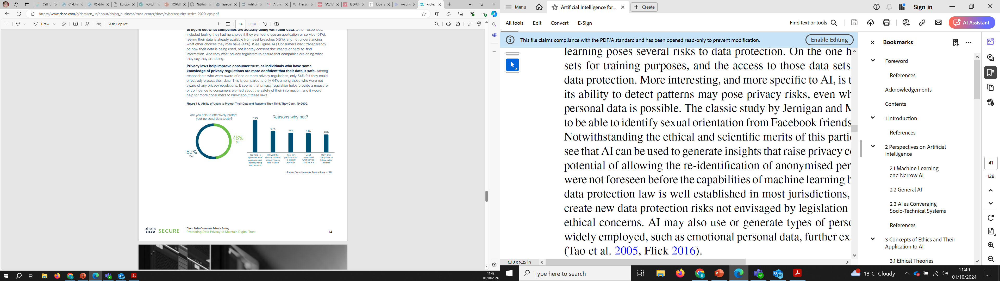 Call for
01-Lite
05-Lite
Europe
FORGI
FORGI
GitHub
Special
Artificia
Artificia
lifecycl
ISO/IEC
ISO/UN
Tools, p
A-surve
Protect
https://www.cisco.com/c/dam/en_us/about/doing_business/trust-center/docs/cybersecurity-series-2020-cps.pdf
Draw
Ask Copilot
14 of 19
to figure out what companies are actually doing with their data. Other responses,
included feeling they had no choice if they wanted to use an application or service (51%),
feeling their data is already available from past breaches (45%), and not understanding
what other choices they may have (44%). (See Figure 14.) Consumers want transparency
on how their data is being used, not lengthy consent documents or hard-to-find
information. And they want privacy regulators to ensure that companies are doing what
they say they are doing.
Privacy laws help improve consumer trust, as individuals who have some
knowledge of privacy regulations are more confident that their data is safe. Among
respondents who were aware of one or more privacy regulations, only 64% felt they could
effectively protect their data. This is compared to only 44% among those who were not
aware of any privacy regulations. It seems that privacy regulation helps provide a measure
of confidence to consumers worried about the safety of their information, and it would
help for more consumers to know about these laws.
Figure 14. Ability of Users to Protect Their Data and Reasons They Think They Can't. N=2602.
Are you able to effectively protect
your personal data today?
48%
No
52%
Yes
Reasons why not?
79%
51%
45%
44%
40%
Too hard to
figure out what
companies are
actually doing
with my data
If I want the
service, I have to
accept how my
data is used
Feel my
personal data
is already
available
Don't
understand
what service
choices are
Don't trust
companies to
follow stated
policies
Source: Cisco Consumer Privacy Study - 2020
CISCO SECURE
Cisco 2020 Consumer Privacy Survey
Protecting Data Privacy to Maintain Digital Trust
14
11:49
01/10/2024
Menu
Artificial Intelligence for...
Create
Sign in
All tools
Edit
Convert
E-Sign
Find text or tools
AI Assistant
This file claims compliance with the PDF/A standard and has been opened read-only to prevent modification.
Enable Editing
learning poses several risks to data protection. On the one h
sets for training purposes, and the access to those data sets
data protection. More interesting, and more specific to AI, is t
its ability to detect patterns may pose privacy risks, even wh
personal data is possible. The classic study by Jernigan and M
to be able to identify sexual orientation from Facebook friends
Notwithstanding the ethical and scientific merits of this partic
see that AI can be used to generate insights that raise privacy co
potential of allowing the re-identification of anonymised per
were not foreseen before the capabilities of machine learning b
data protection law is well established in most jurisdictions,
create new data protection risks not envisaged by legislation
ethical concerns. AI may also use or generate types of perso
widely employed, such as emotional personal data, further ex
(Tao et al. 2005, Flick 2016).
6.10 x 9.25 in
Bookmarks
Foreword
References
Acknowledgements
Contents
1 Introduction
References
2 Perspectives on Artificial
Intelligence
2.1 Machine Learning
and Narrow AI
2.2 General AI
2.3 AI as Converging
Socio-Technical Systems
References
3 Concepts of Ethics and Their
Application to AI
3.1 Ethical Theories
41
128
Type here to search
18°C Cloudy
11:49
01/10/2024